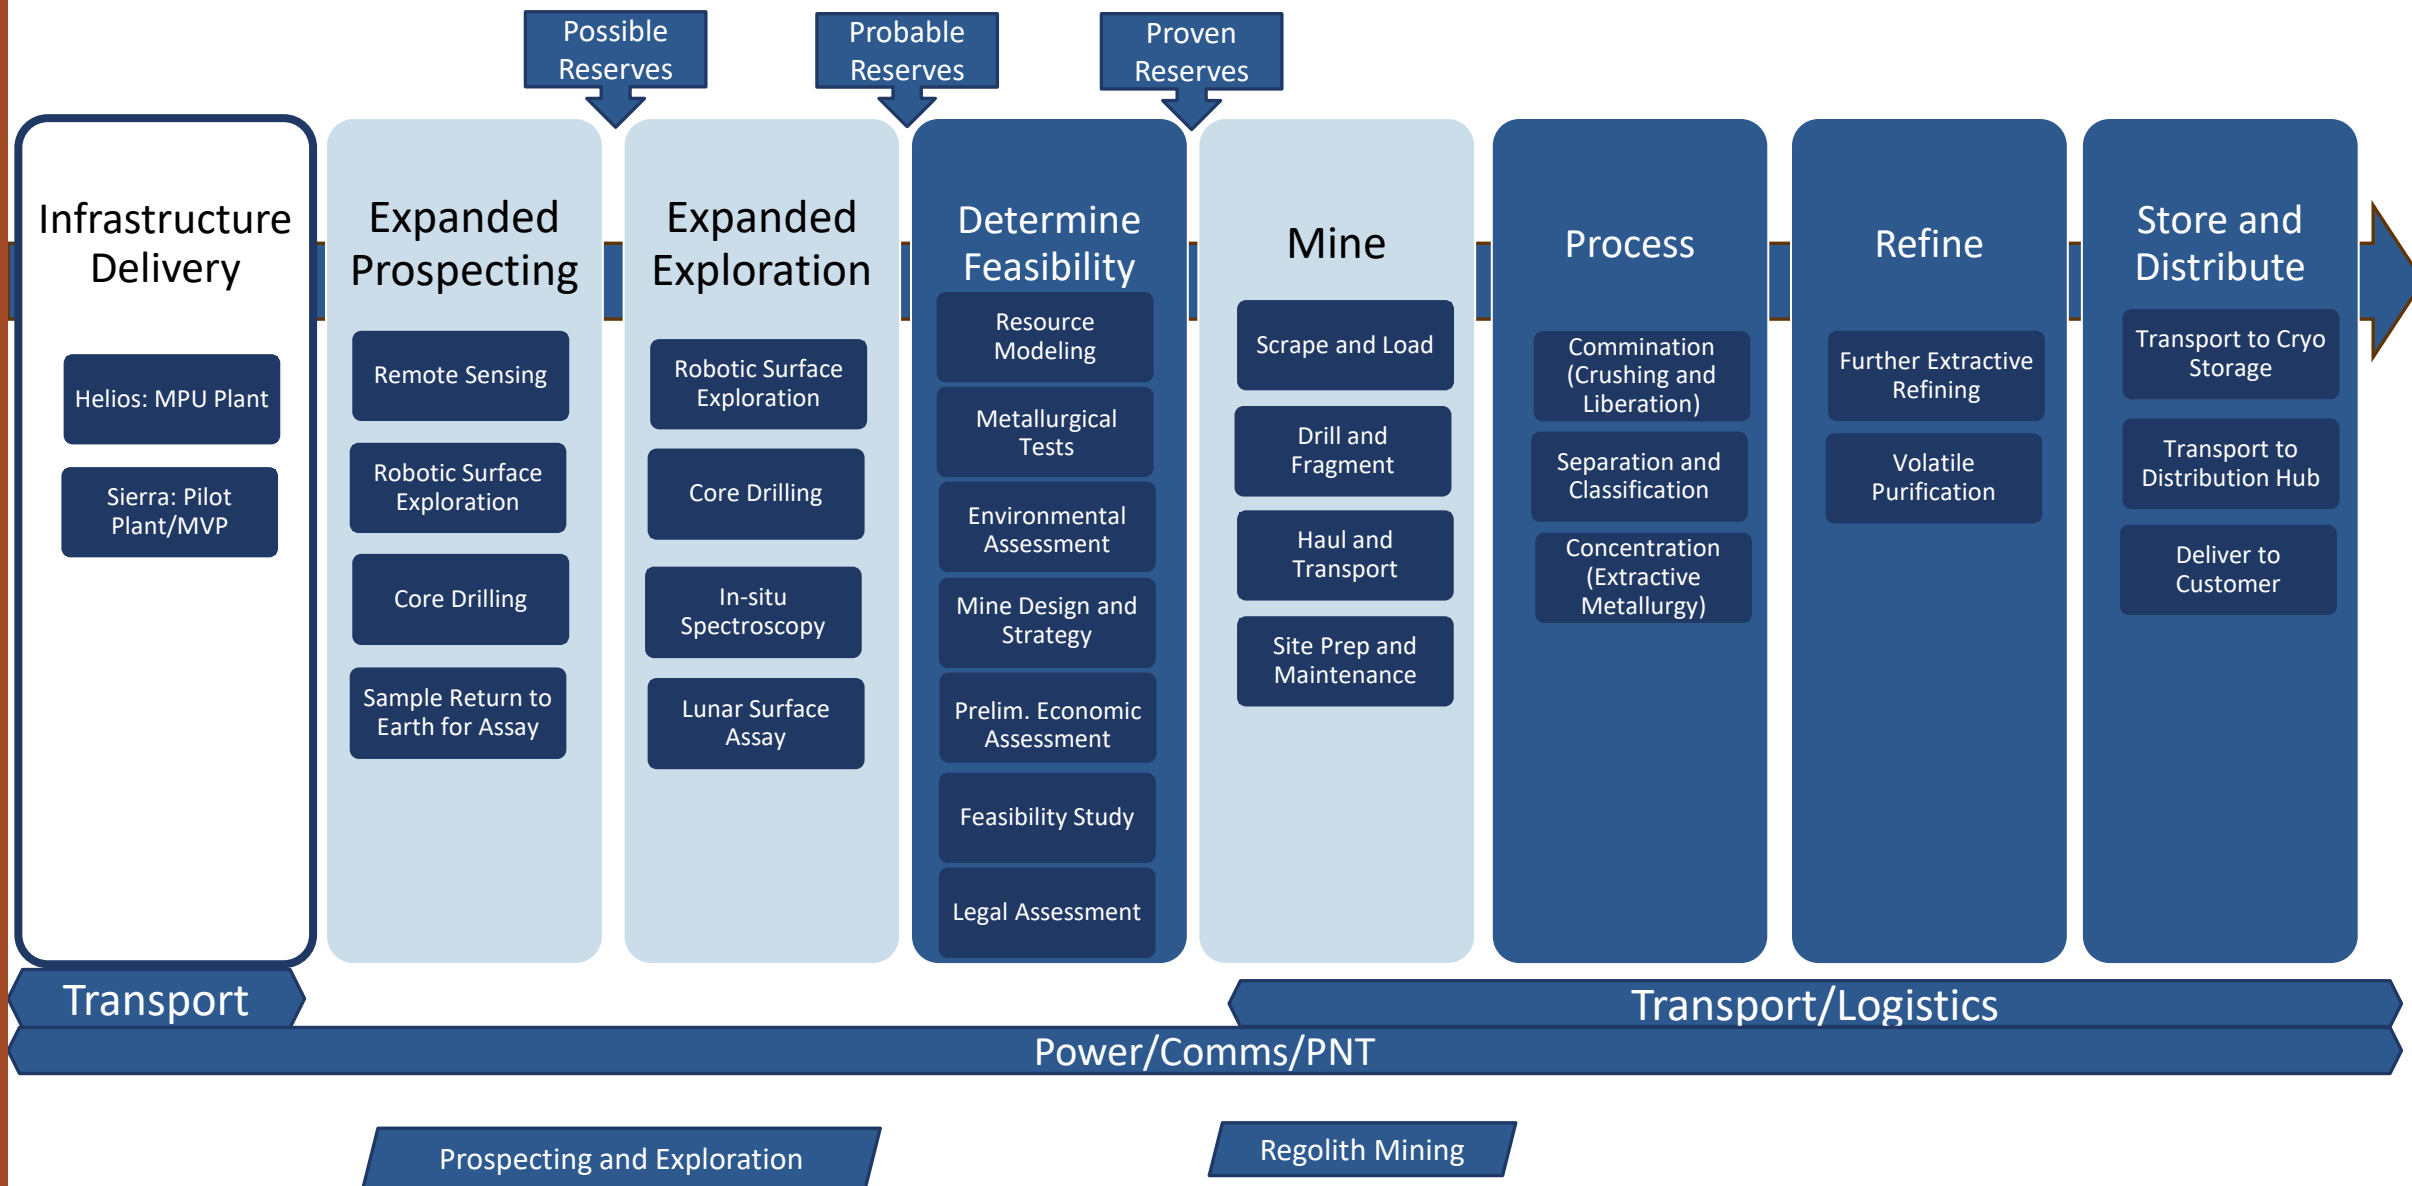 Possible
Reserves
Probable
Reserves
Proven
Reserves
Infrastructure
Delivery
Helios: MPU Plant
Sierra: Pilot
Plant/MVP
Expanded
Prospecting
Remote Sensing
Robotic Surface
Exploration
Core Drilling
Sample Return to
Earth for Assay
Expanded
Exploration
Robotic Surface
Exploration
Core Drilling
In-situ
Spectroscopy
Lunar Surface
Assay
Determine
Feasibility
Resource
Modeling
Metallurgical
Tests
Environmental
Assessment
Mine Design and
Strategy
Prelim. Economic
Assessment
Feasibility Study
Legal Assessment
Mine
Scrape and Load
Drill and
Fragment
Haul and
Transport
Site Prep and
Maintenance
Process
Commination
(Crushing and
Liberation)
Separation and
Classification
Concentration
(Extractive
Metallurgy)
Refine
Further Extractive
Refining
Volatile
Purification
Store and
Distribute
Transport to Cryo
Storage
Transport to
Distribution Hub
Deliver to
Customer
Transport
Transport/Logistics
Power/Comms/PNT
Prospecting and Exploration
Regolith Mining